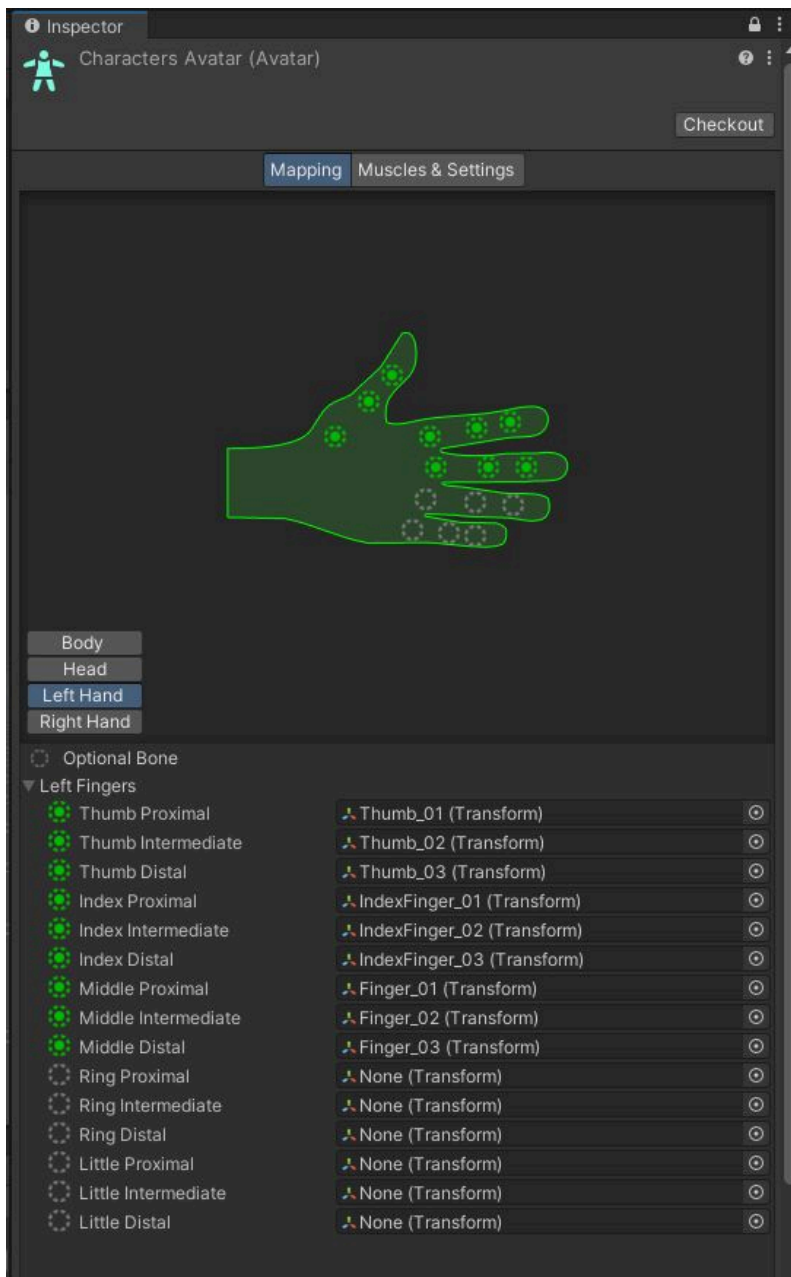 Inspector
Characters Avatar (Avatar)
Checkout
Mapping Muscles & Settings
Body
Head
Left Hand
Right Hand
Optional Bone
Left Fingers
Thumb Proximal Thumb_01 (Transform)
Thumb Intermediate Thumb_02 (Transform)
Thumb Distal Thumb_03 (Transform)
Index Proximal IndexFinger_01 (Transform)
Index Intermediate IndexFinger_02 (Transform)
Index Distal IndexFinger_03 (Transform)
Middle Proximal Finger_01 (Transform)
Middle Intermediate Finger_02 (Transform)
Middle Distal Finger_03 (Transform)
Ring Proximal None (Transform)
Ring Intermediate None (Transform)
Ring Distal None (Transform)
Little Proximal None (Transform)
Little Intermediate None (Transform)
Little Distal None (Transform)